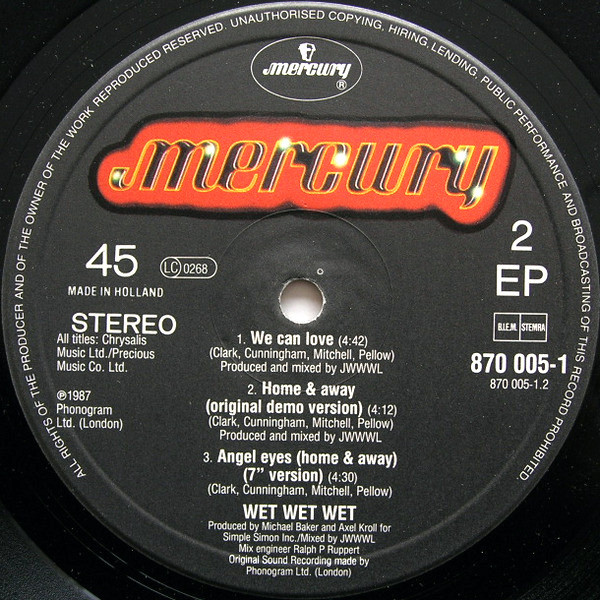 ALL RIGHTS OF THE PRODUCER AND OF THE OWNER OF THE WORK REPRODUCED RESERVED. UNAUTHORISED COPYING, HIRING, LENDING, PUBLIC PERFORMANCE AND BROADCASTING OF THIS RECORD PROHIBITED.
mercury
®
mercury
45
LC 0268
MADE IN HOLLAND
2
EP
STEREO
All titles: Chrysalis
Music Ltd./Precious
Music Co. Ltd.
℗1987
Phonogram
Ltd. (London)
B.I.E.M. STEMRA
870 005-1
870 005-1.2
1. We can love (4:42)
(Clark, Cunningham, Mitchell, Pellow)
Produced and mixed by JWWWL
2. Home & away
(original demo version) (4:12)
(Clark, Cunningham, Mitchell, Pellow)
Produced and mixed by JWWWL
3. Angel eyes (home & away)
(7" version) (4:30)
(Clark, Cunningham, Mitchell, Pellow)
WET WET WET
Produced by Michael Baker and Axel Kroll for
Simple Simon Inc./Mixed by JWWWL
Mix engineer Ralph P Ruppert
Original Sound Recording made by
Phonogram Ltd. (London)